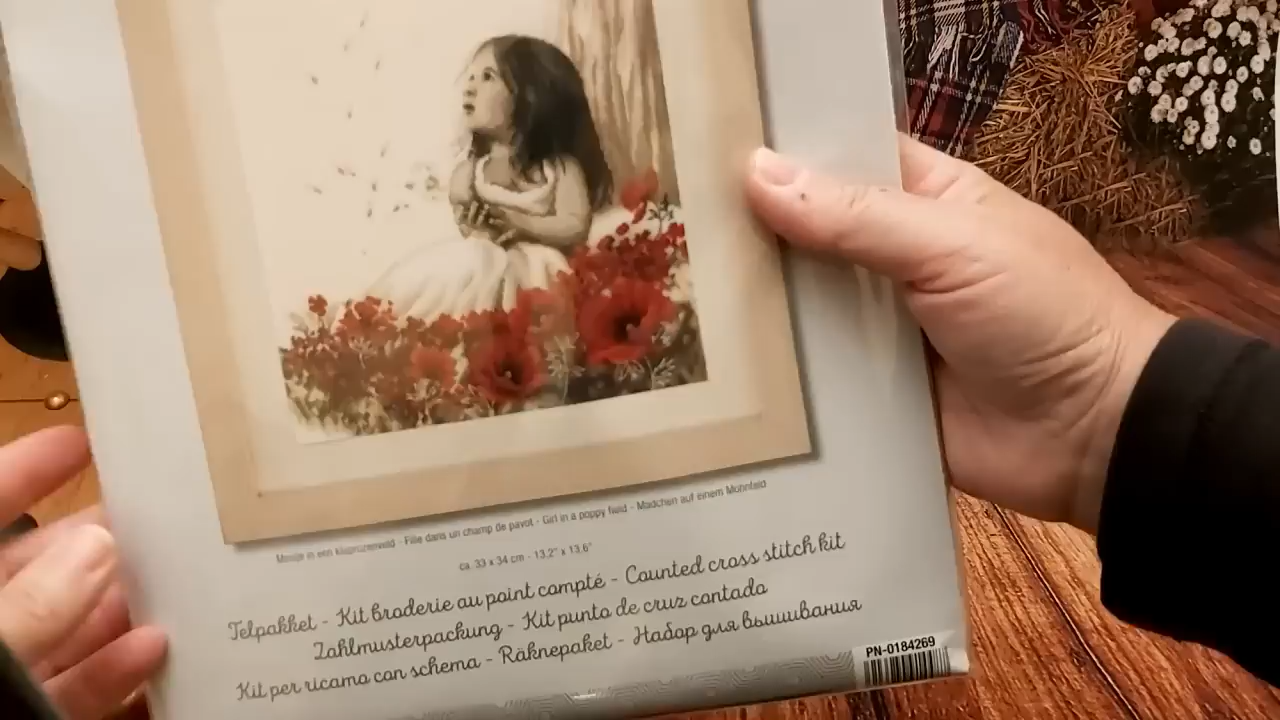 Meisje in een klaprozenveld - Fille dans un champ de pavot - Girl in a poppy field - Mädchen auf einem Mohnfeld
ca. 33 x 34 cm - 13.2" x 13.6"
Telpakket - Kit broderie au point compté - Counted cross stitch kit
Zahlmusterpackung - Kit punto de cruz contado
Kit per ricamo con schema - Räknepaket - Набор для вышивания
PN-0184269